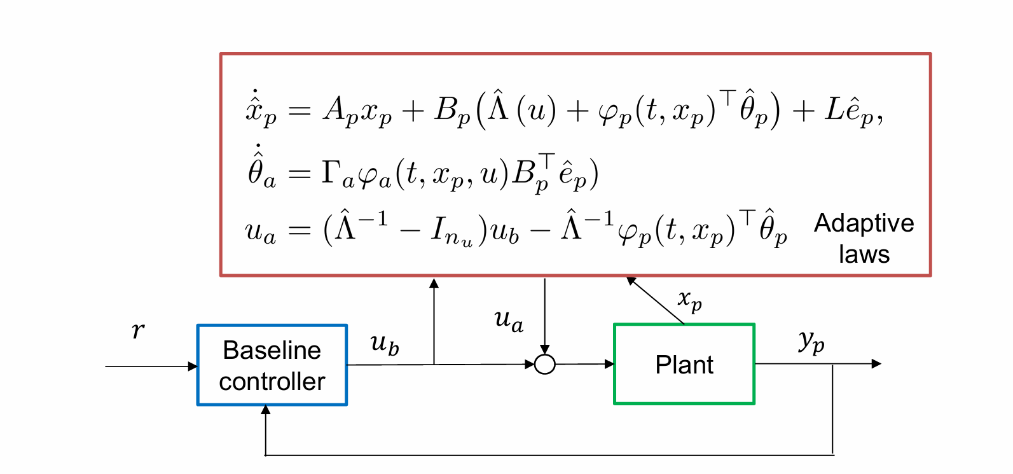 $\dot{\hat{x}}_p = A_p x_p + B_p\big(\hat{\Lambda}\,(u) + \varphi_p(t, x_p)^\top \hat{\theta}_p\big) + L\hat{e}_p,$
$\dot{\hat{\theta}}_a = \Gamma_a \varphi_a(t, x_p, u) B_p^\top \hat{e}_p)$
$u_a = (\hat{\Lambda}^{-1} - I_{n_u})u_b - \hat{\Lambda}^{-1}\varphi_p(t, x_p)^\top \hat{\theta}_p$
Adaptive
laws
$x_p$
$u_a$
$r$
$u_b$
$y_p$
Baseline
controller
Plant